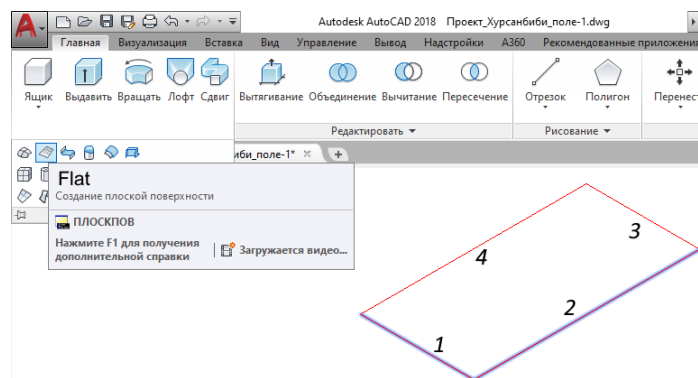 Autodesk AutoCAD 2018 Проект_Хурсанбиби_поле-1.dwg
Главная Визуализация Вставка Вид Управление Вывод Надстройки A360 Рекомендованные приложени
Ящик Выдавить Вращать Лофт Сдвиг Вытягивание Объединение Вычитание Пересечение Отрезок Полигон Перенест
Редактировать Рисование
иби_поле-1*
Flat
Создание плоской поверхности
ПЛОСКПОВ
Нажмите F1 для получения
дополнительной справки
Загружается видео...
3
4
2
1